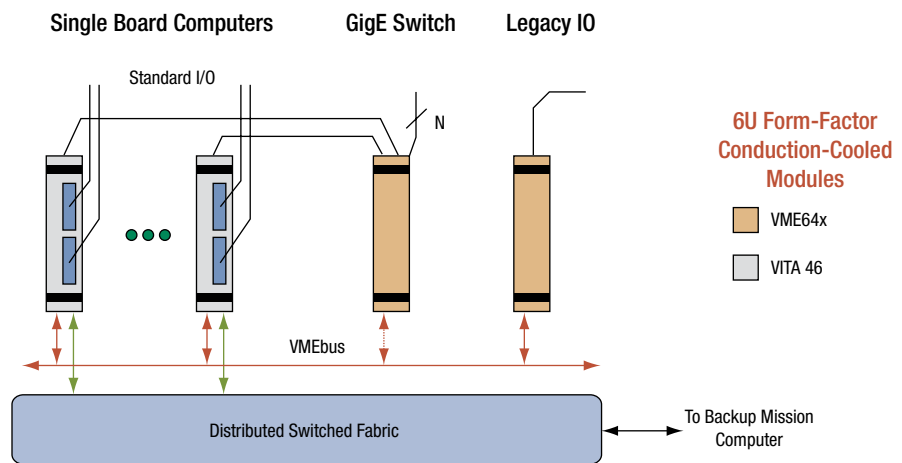 Single Board Computers
GigE Switch
Legacy IO
Standard I/O
N
6U Form-Factor
Conduction-Cooled
Modules
VME64x
VITA 46
VMEbus
Distributed Switched Fabric
To Backup Mission
Computer